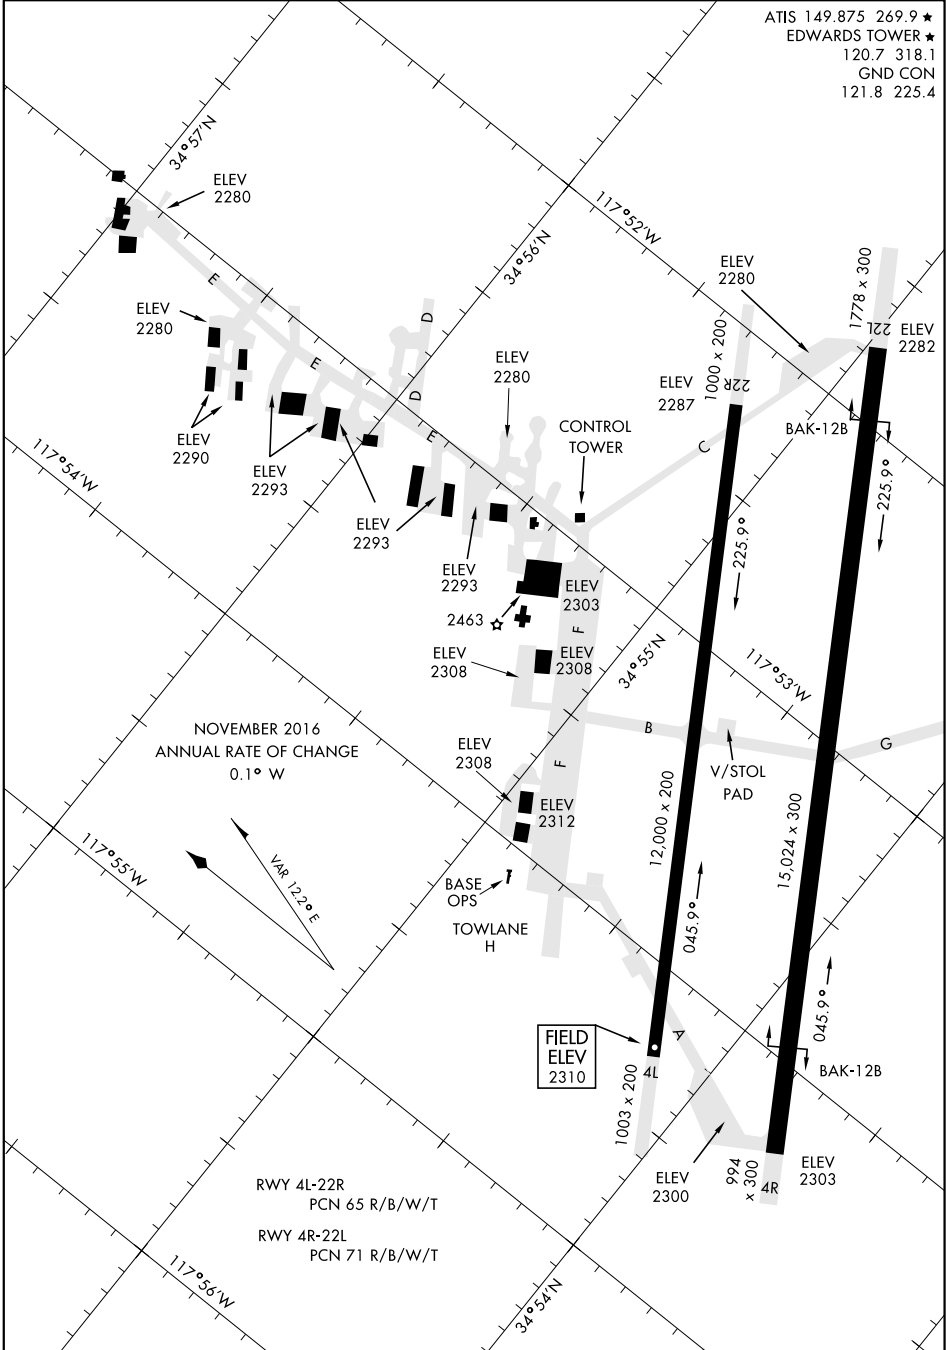 ATIS 149.875 269.9 ★
EDWARDS TOWER ★
120.7 318.1
GND CON
121.8 225.4
34°57'N
ELEV
2280
117°52'W
34°56'N
ELEV
2280
1778 x 300
22L
ELEV
2282
E
ELEV
2280
D
E
D
ELEV
2280
1000 x 200
22R
ELEV
2287
BAK-12B
CONTROL
TOWER
E
C
ELEV
2290
ELEV
2293
117°54'W
225.9°
225.9°
ELEV
2293
ELEV
2293
ELEV
2303
2463
F
ELEV
2308
ELEV
2308
34°55'N
117°53'W
NOVEMBER 2016
ANNUAL RATE OF CHANGE
0.1° W
B
G
ELEV
2308
F
V/STOL
PAD
ELEV
2312
12,000 x 200
15,024 x 300
117°55'W
VAR 12.2° E
BASE
OPS
TOWLANE
H
045.9°
045.9°
FIELD
ELEV
2310
A
4L
BAK-12B
1003 x 200
ELEV
2300
994
x 300
4R
ELEV
2303
RWY 4L-22R
PCN 65 R/B/W/T
RWY 4R-22L
PCN 71 R/B/W/T
117°56'W
34°54'N